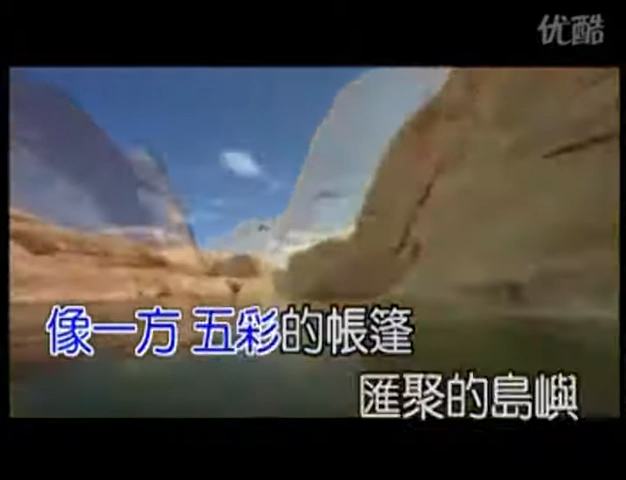 优酷
像一方 五彩的帳篷
匯聚的島嶼